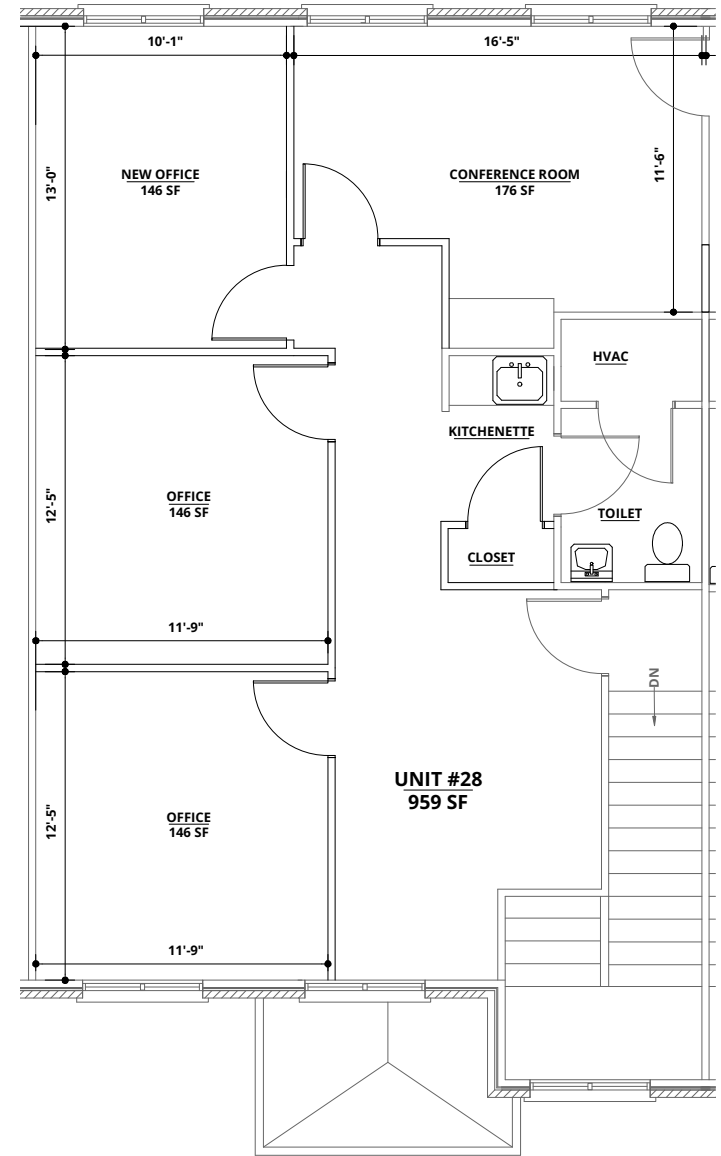 10'-1"
16'-5"
13'-0"
NEW OFFICE
146 SF
CONFERENCE ROOM
176 SF
11'-6"
HVAC
KITCHENETTE
12'-5"
OFFICE
146 SF
TOILET
CLOSET
11'-9"
DN
UNIT #28
959 SF
12'-5"
OFFICE
146 SF
11'-9"